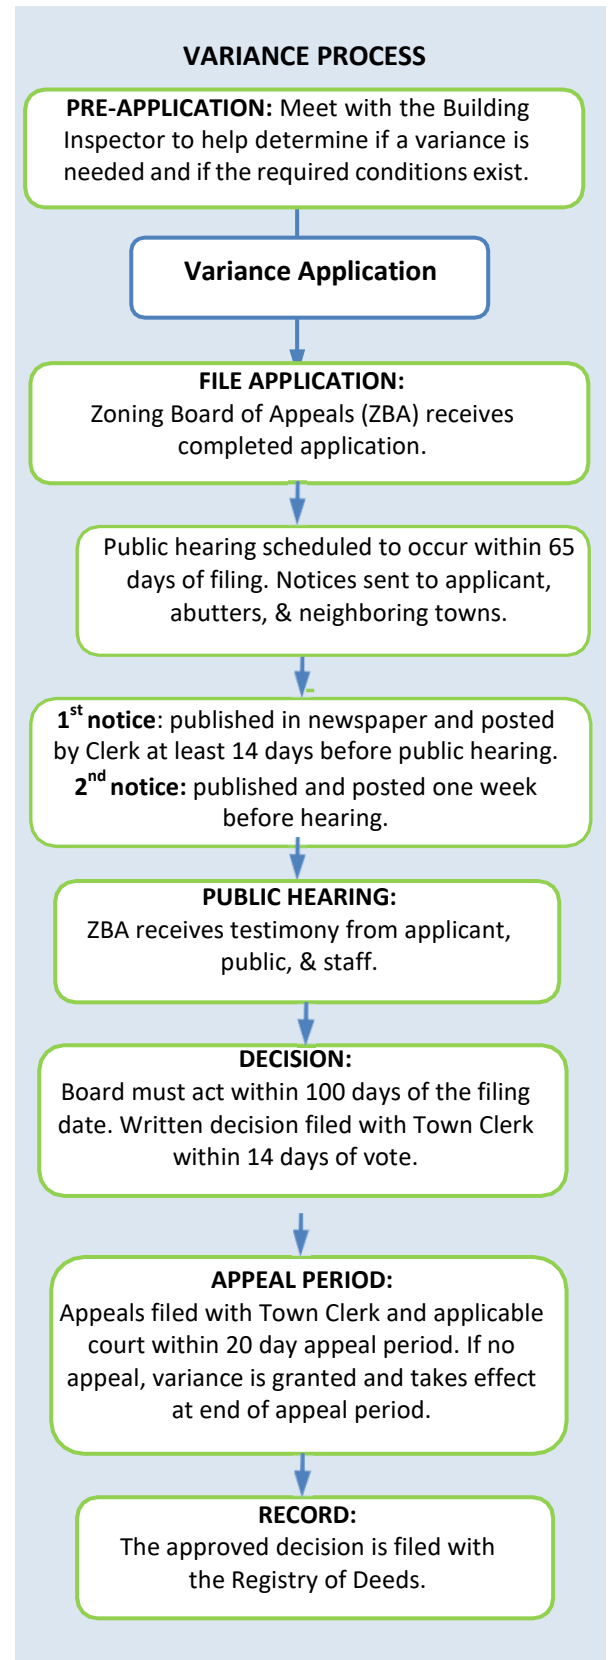 VARIANCE PROCESS
PRE-APPLICATION: Meet with the Building
Inspector to help determine if a variance is
needed and if the required conditions exist.
Variance Application
FILE APPLICATION:
Zoning Board of Appeals (ZBA) receives
completed application.
Public hearing scheduled to occur within 65
days of filing. Notices sent to applicant,
abutters, & neighboring towns.
1st notice: published in newspaper and posted
by Clerk at least 14 days before public hearing.
2nd notice: published and posted one week
before hearing.
PUBLIC HEARING:
ZBA receives testimony from applicant,
public, & staff.
DECISION:
Board must act within 100 days of the filing
date. Written decision filed with Town Clerk
within 14 days of vote.
APPEAL PERIOD:
Appeals filed with Town Clerk and applicable
court within 20 day appeal period. If no
appeal, variance is granted and takes effect
at end of appeal period.
RECORD:
The approved decision is filed with
the Registry of Deeds.